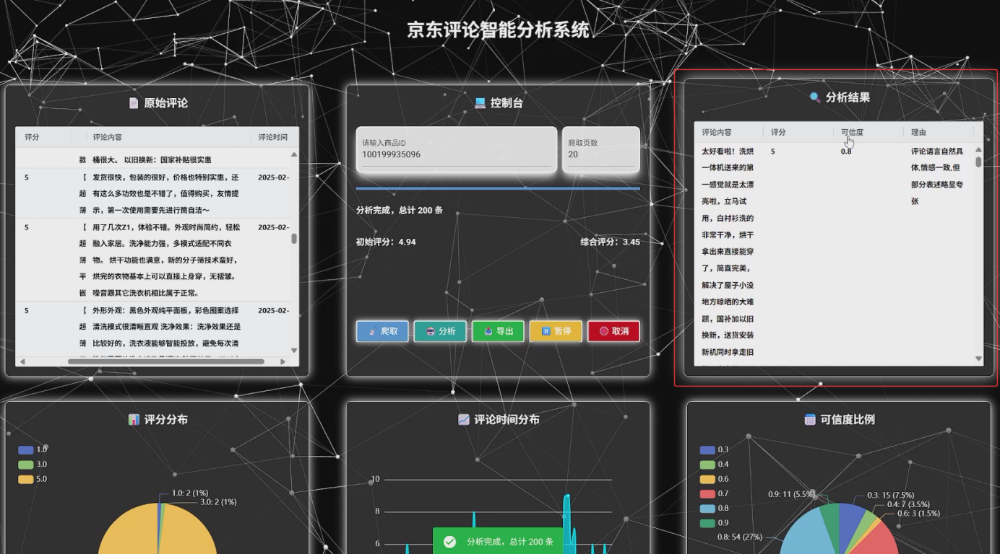 京东评论智能分析系统
原始评论
评分 评论内容 评论时间
款 桶很大。 以旧换新：国家补贴很实惠
5 【 发货很快，包装的很好，价格也特别实惠，还 2025-02-
超 有这么多功效也是不错了，值得购买，友情提
薄 示，第一次使用需要先进行筒自洁～
5 【 用了几次Z1，体验不错。外观时尚简约，轻松 2025-02-
超 融入家居。洗净能力强，多模式适配不同衣
薄 物。 烘干功能也满意，新的分子筛技术蛮好，
平 烘完的衣物基本上可以直接上身穿，无褶皱。
嵌 噪音跟其它洗衣机相比属于正常。
5 【 外形外观：黑色外观纯平面板，彩色图案选择 2025-02-
超 清洗模式很清晰直观 洗净效果：洗净效果还是
薄 比较好的，洗衣液能够智能投放，避免每次清
控制台
请输入商品ID
100199935096
爬取页数
20
分析完成，总计 200 条
初始评分：4.94 综合评分：3.45
爬取 分析 导出 暂停 取消
分析结果
评论内容 评分 可信度 理由
太好看啦！洗烘 5 0.8 评论语言自然具
一体机送来的第 体,情感一致,但
一感觉就是太漂 部分表述略显夸
亮啦，立马试 张
用，白衬衫洗的
非常干净，烘干
拿出来直接能穿
了，简直完美，
解决了屋子小没
地方晾晒的大难
题，国补加以旧
换新，送货安装
新机同时拿走旧
评分分布
1.0
3.0
5.0
1.0: 2 (1%)
3.0: 2 (1%)
评论时间分布
10
8
6
分析完成，总计 200 条
可信度比例
0.3
0.4
0.6
0.7
0.8
0.9
0.9: 11 (5.5%)
0.3: 15 (7.5%)
0.4: 7 (3.5%)
0.6: 3 (1.5%)
0.8: 54 (27%)